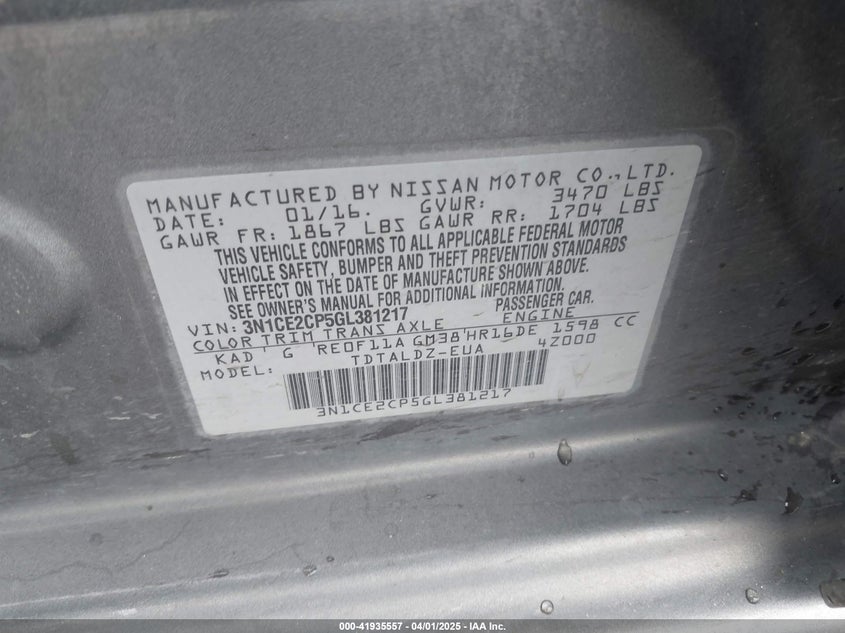 MANUFACTURED BY NISSAN MOTOR CO.,LTD.
DATE: 01/16. GVWR: 3470 LBS
GAWR FR: 1867 LBS GAWR RR: 1704 LBS
THIS VEHICLE CONFORMS TO ALL APPLICABLE FEDERAL MOTOR
VEHICLE SAFETY, BUMPER AND THEFT PREVENTION STANDARDS
IN EFFECT ON THE DATE OF MANUFACTURE SHOWN ABOVE.
SEE OWNER'S MANUAL FOR ADDITIONAL INFORMATION.
VIN: 3N1CE2CP5GL381217 PASSENGER CAR.
COLOR TRIM TRANS AXLE ENGINE
KAD G RE0F11A GM38 HR16DE 1598 CC
MODEL: TDTALDZ-EUA 4Z000
3N1CE2CP5GL381217
000-41935557 - 04/01/2025 - IAA Inc.